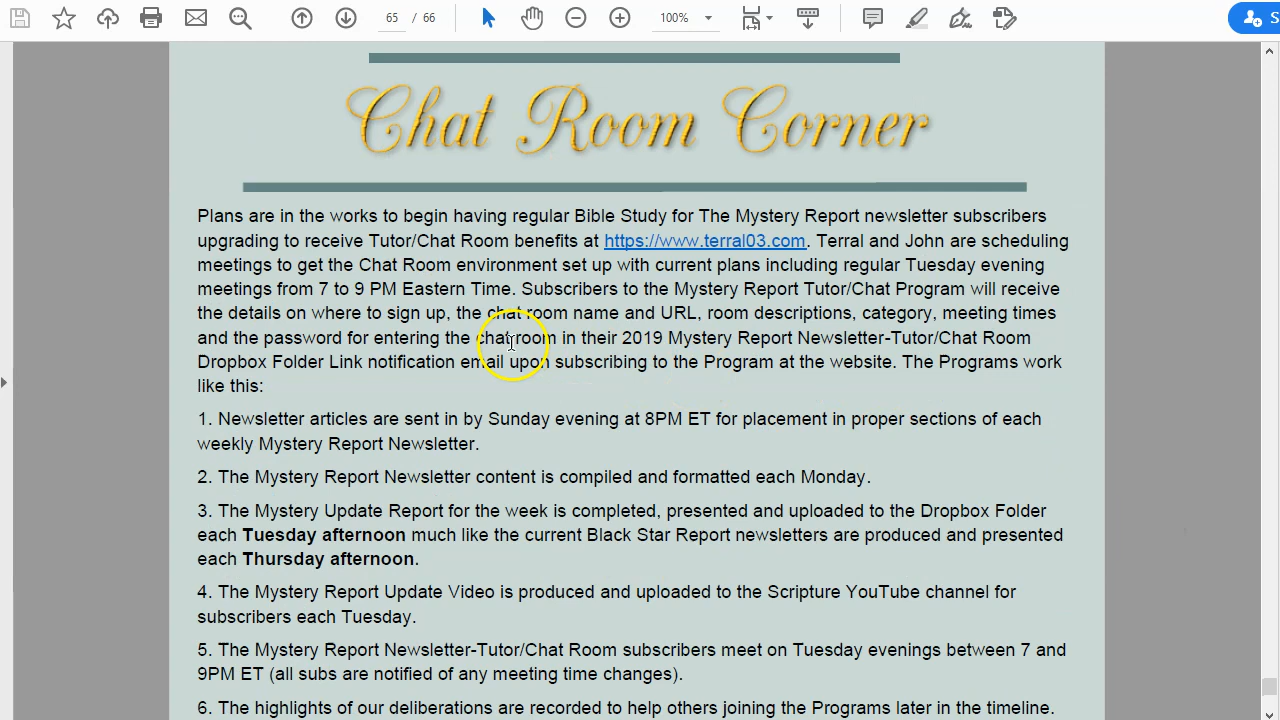 65 / 66
100%
S
Chat Room Corner
Plans are in the works to begin having regular Bible Study for The Mystery Report newsletter subscribers
upgrading to receive Tutor/Chat Room benefits at https://www.terral03.com. Terral and John are scheduling
meetings to get the Chat Room environment set up with current plans including regular Tuesday evening
meetings from 7 to 9 PM Eastern Time. Subscribers to the Mystery Report Tutor/Chat Program will receive
the details on where to sign up, the chat room name and URL, room descriptions, category, meeting times
and the password for entering the chatroom in their 2019 Mystery Report Newsletter-Tutor/Chat Room
Dropbox Folder Link notification email upon subscribing to the Program at the website. The Programs work
like this:
1. Newsletter articles are sent in by Sunday evening at 8PM ET for placement in proper sections of each
weekly Mystery Report Newsletter.
2. The Mystery Report Newsletter content is compiled and formatted each Monday.
3. The Mystery Update Report for the week is completed, presented and uploaded to the Dropbox Folder
each Tuesday afternoon much like the current Black Star Report newsletters are produced and presented
each Thursday afternoon.
4. The Mystery Report Update Video is produced and uploaded to the Scripture YouTube channel for
subscribers each Tuesday.
5. The Mystery Report Newsletter-Tutor/Chat Room subscribers meet on Tuesday evenings between 7 and
9PM ET (all subs are notified of any meeting time changes).
6. The highlights of our deliberations are recorded to help others joining the Programs later in the timeline.